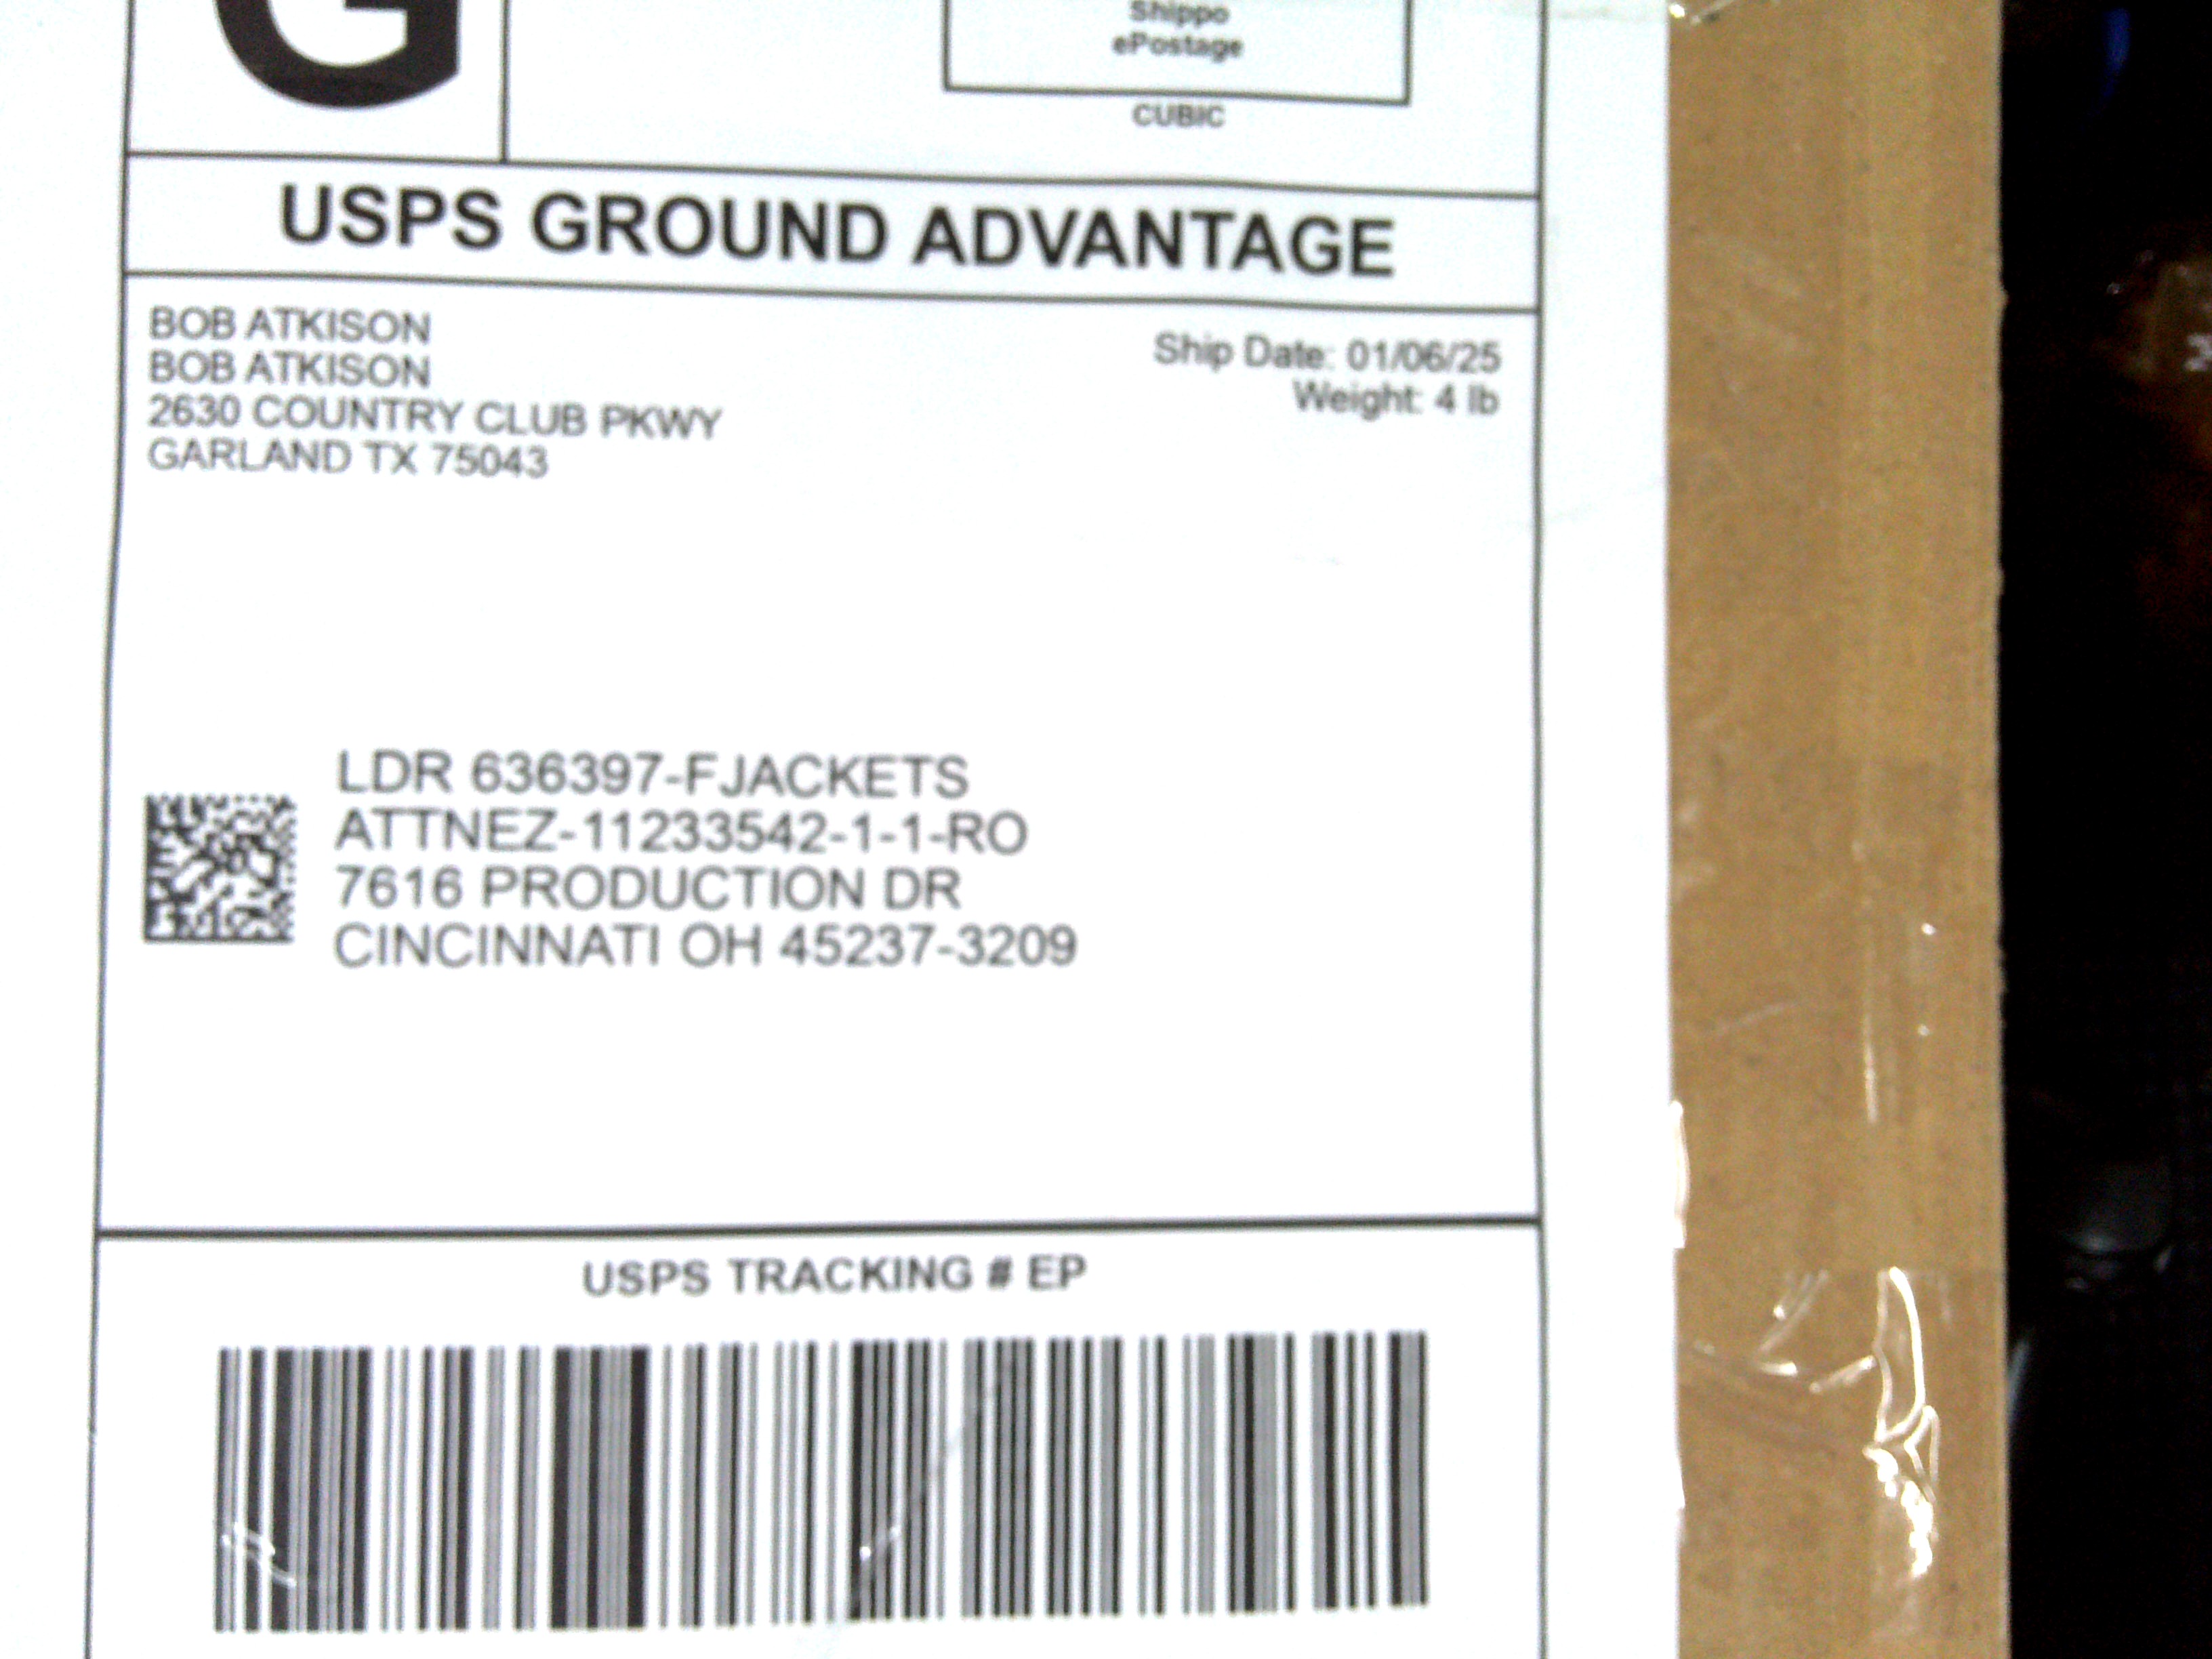 G
Shippo
ePostage
CUBIC
USPS GROUND ADVANTAGE
BOB ATKISON
BOB ATKISON
2630 COUNTRY CLUB PKWY
GARLAND TX 75043
Ship Date: 01/06/25
Weight: 4 lb
LDR 636397-FJACKETS
ATTNEZ-11233542-1-1-RO
7616 PRODUCTION DR
CINCINNATI OH 45237-3209
USPS TRACKING # EP